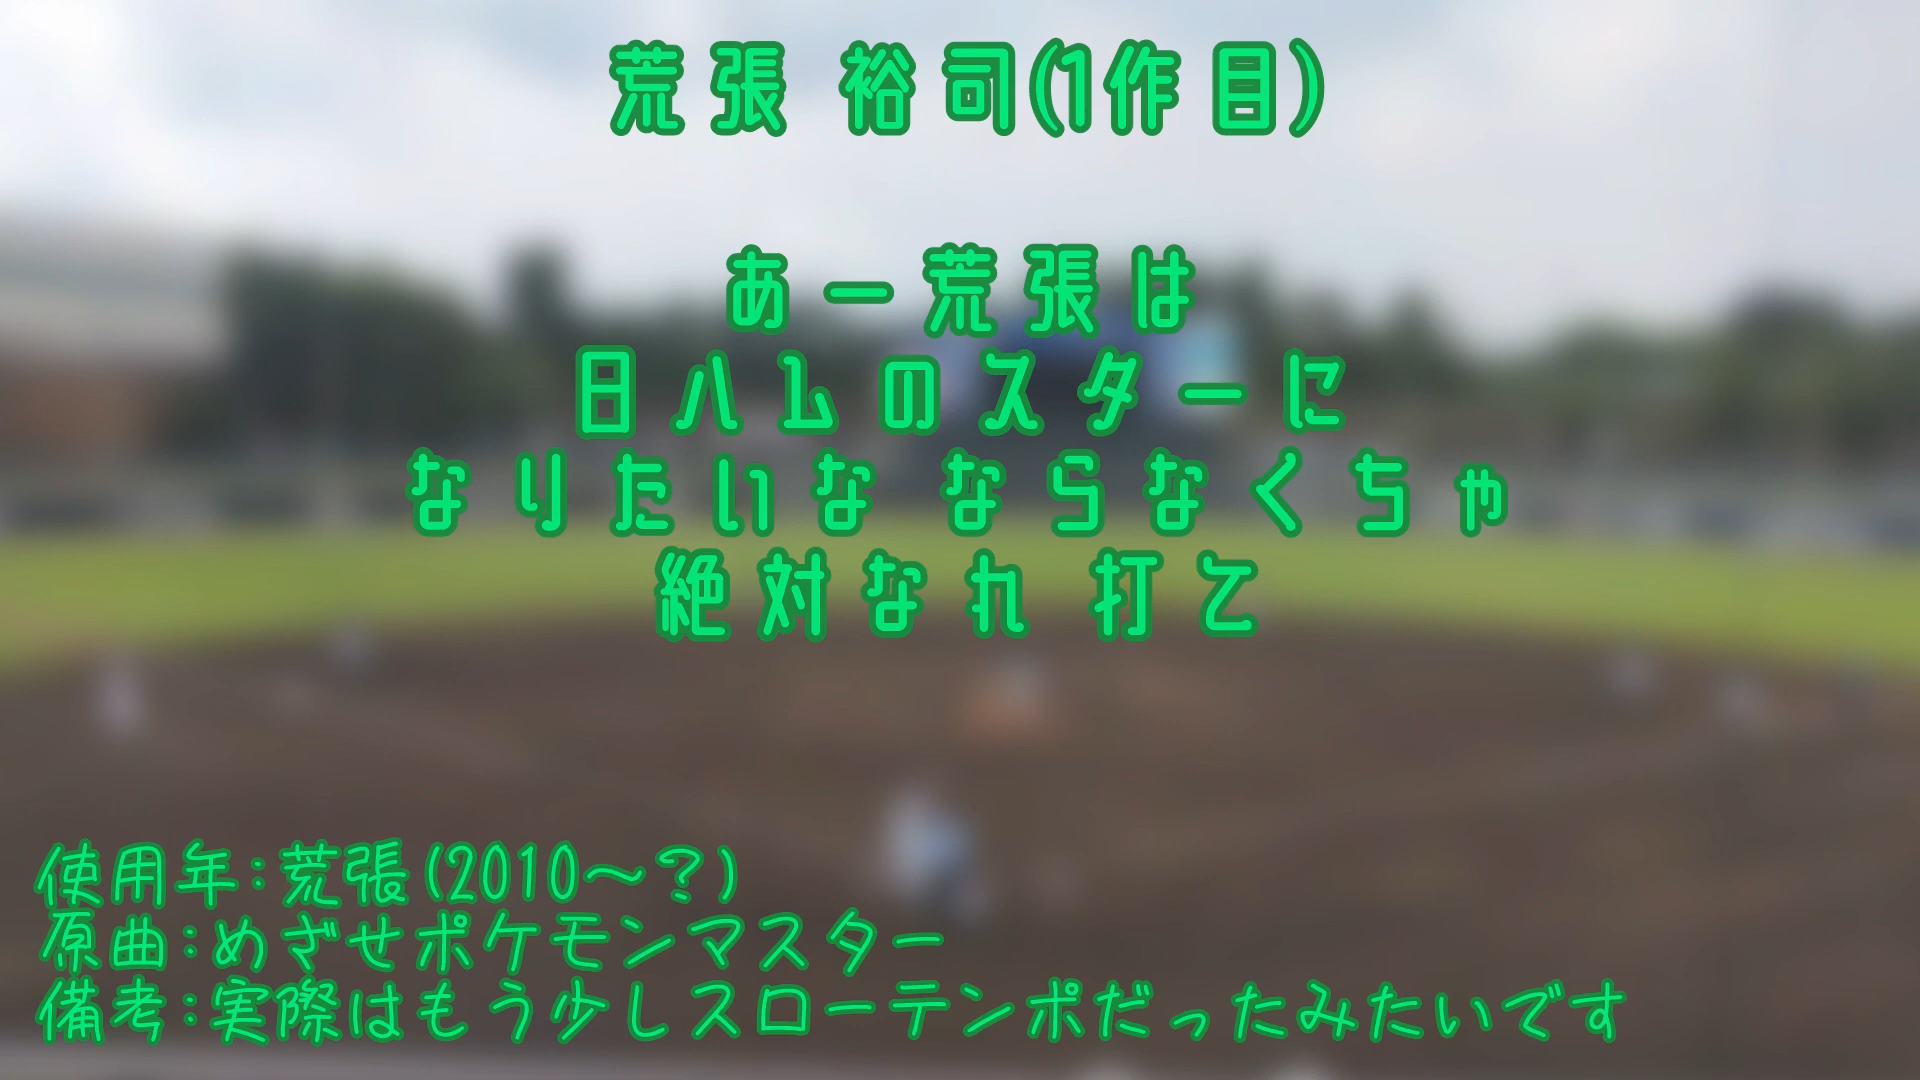 荒張 裕司(1作目)
あー荒張は
日ハムのスターに
なりたいな ならなくちゃ
絶対なれ 打て
使用年:荒張(2010～?)
原曲:めざせポケモンマスター
備考:実際はもう少しスローテンポだったみたいです